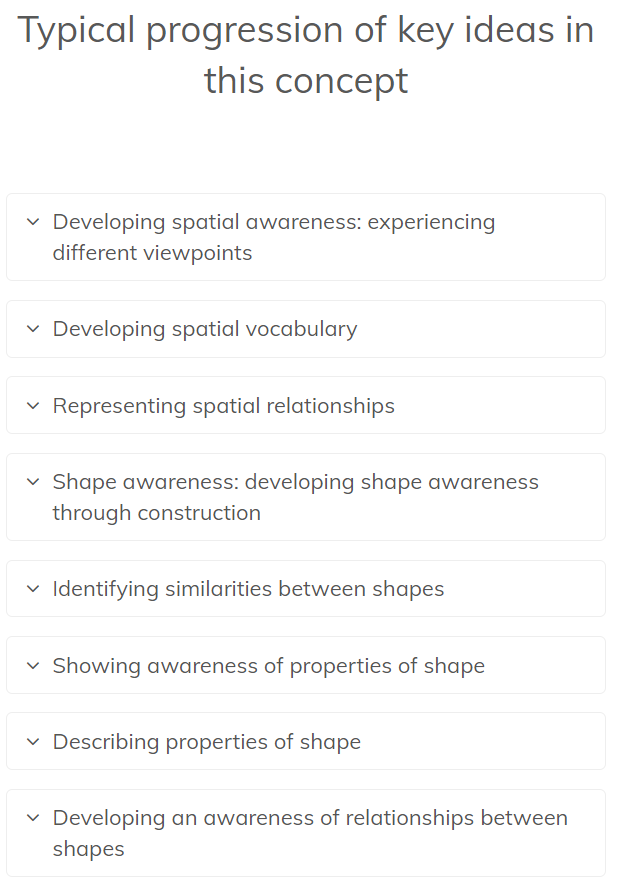 Typical progression of key ideas in
this concept
Developing spatial awareness: experiencing
different viewpoints
Developing spatial vocabulary
Representing spatial relationships
Shape awareness: developing shape awareness
through construction
Identifying similarities between shapes
Showing awareness of properties of shape
Describing properties of shape
Developing an awareness of relationships between
shapes